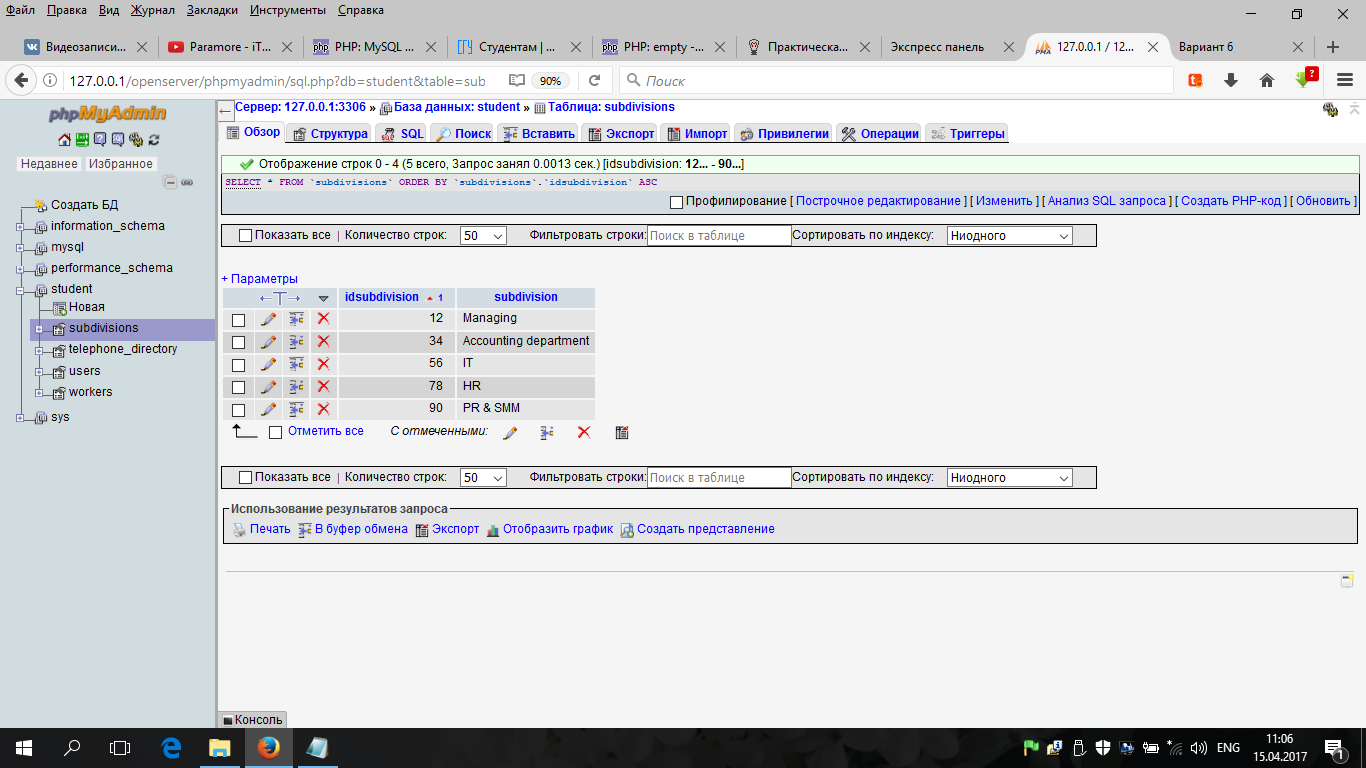 Файл Правка Вид Журнал Закладки Инструменты Справка
Видеозаписи... Paramore - iT... PHP: MySQL ... Студентам | ... PHP: empty -... Практическа... Экспресс панель 127.0.0.1 / 12... Вариант 6
127.0.0.1/openserver/phpmyadmin/sql.php?db=student&table=sub 90% Поиск
phpMyAdmin
Недавнее Избранное
Создать БД
information_schema
mysql
performance_schema
student
Новая
subdivisions
telephone_directory
users
workers
sys
Сервер: 127.0.0.1:3306 » База данных: student » Таблица: subdivisions
Обзор Структура SQL Поиск Вставить Экспорт Импорт Привилегии Операции Триггеры
Отображение строк 0 - 4 (5 всего, Запрос занял 0.0013 сек.) [idsubdivision: 12... - 90...]
SELECT * FROM `subdivisions` ORDER BY `subdivisions`.`idsubdivision` ASC
Профилирование [ Построчное редактирование ] [ Изменить ] [ Анализ SQL запроса ] [ Создать PHP-код ] [ Обновить ]
Показать все | Количество строк: 50 Фильтровать строки: Поиск в таблице Сортировать по индексу: Ниодного
+ Параметры
←T→ idsubdivision 1 subdivision
12 Managing
34 Accounting department
56 IT
78 HR
90 PR & SMM
Отметить все С отмеченными:
Показать все | Количество строк: 50 Фильтровать строки: Поиск в таблице Сортировать по индексу: Ниодного
Использование результатов запроса
Печать В буфер обмена Экспорт Отобразить график Создать представление
Консоль
ENG 11:06
15.04.2017 1